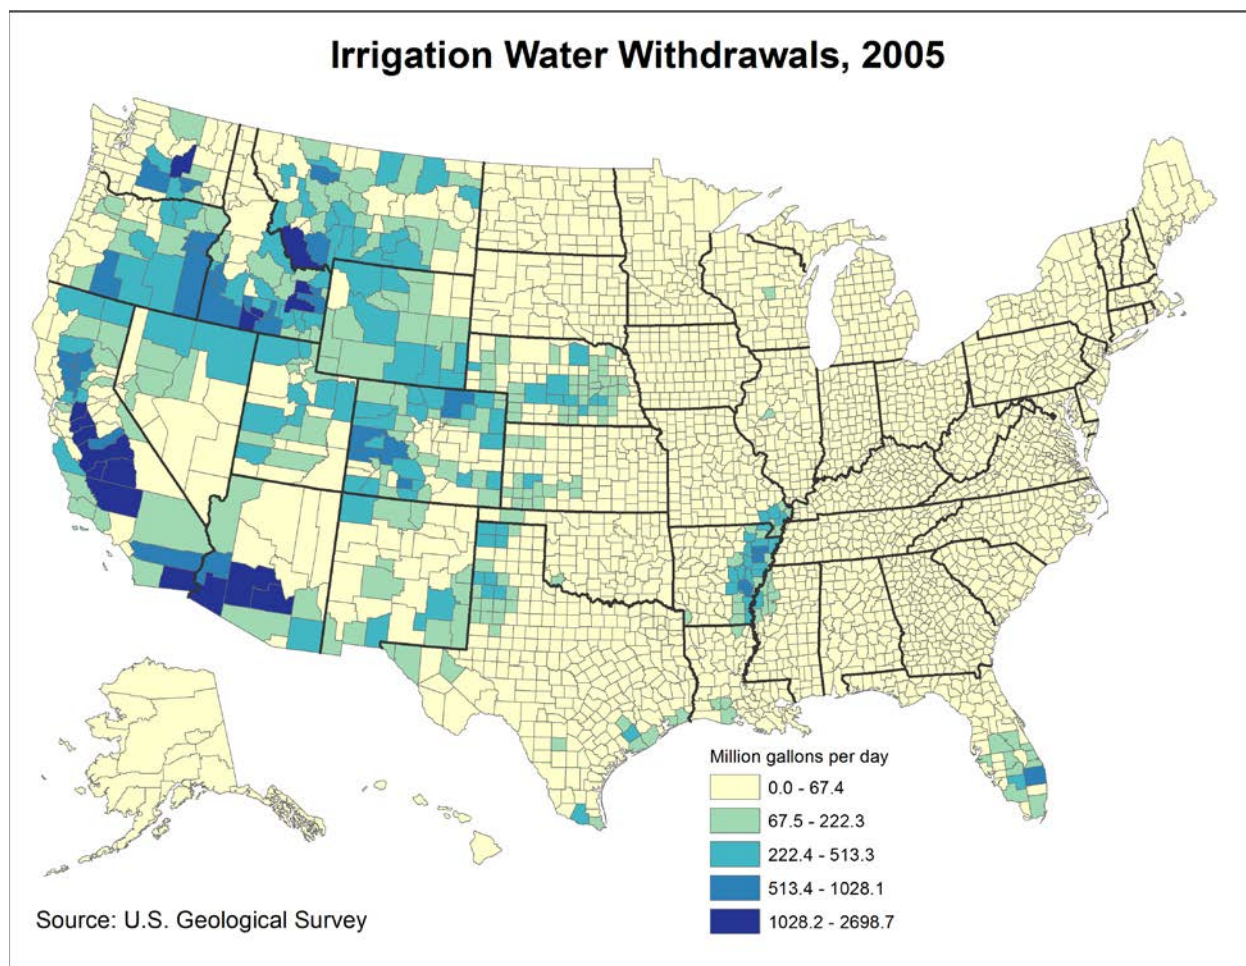 Irrigation Water Withdrawals, 2005
Million gallons per day
0.0 - 67.4
67.5 - 222.3
222.4 - 513.3
513.4 - 1028.1
1028.2 - 2698.7
Source: U.S. Geological Survey